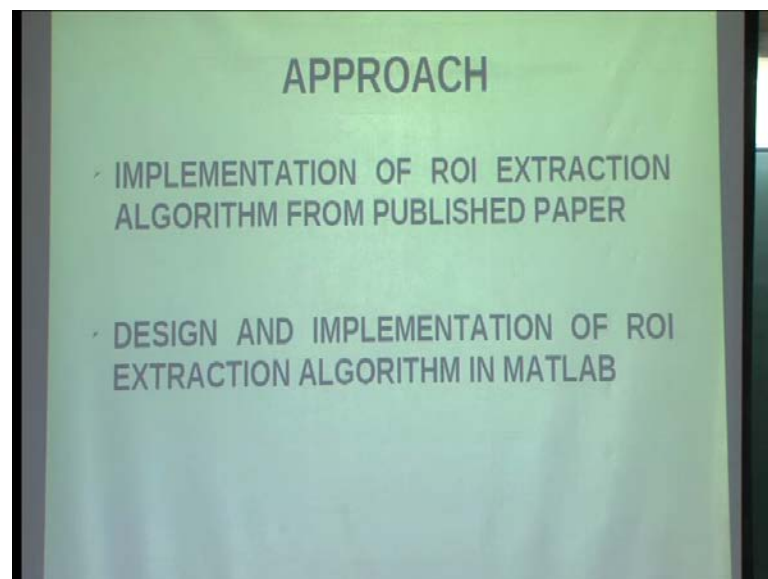 APPROACH
IMPLEMENTATION OF ROI EXTRACTION
ALGORITHM FROM PUBLISHED PAPER
DESIGN AND IMPLEMENTATION OF ROI
EXTRACTION ALGORITHM IN MATLAB